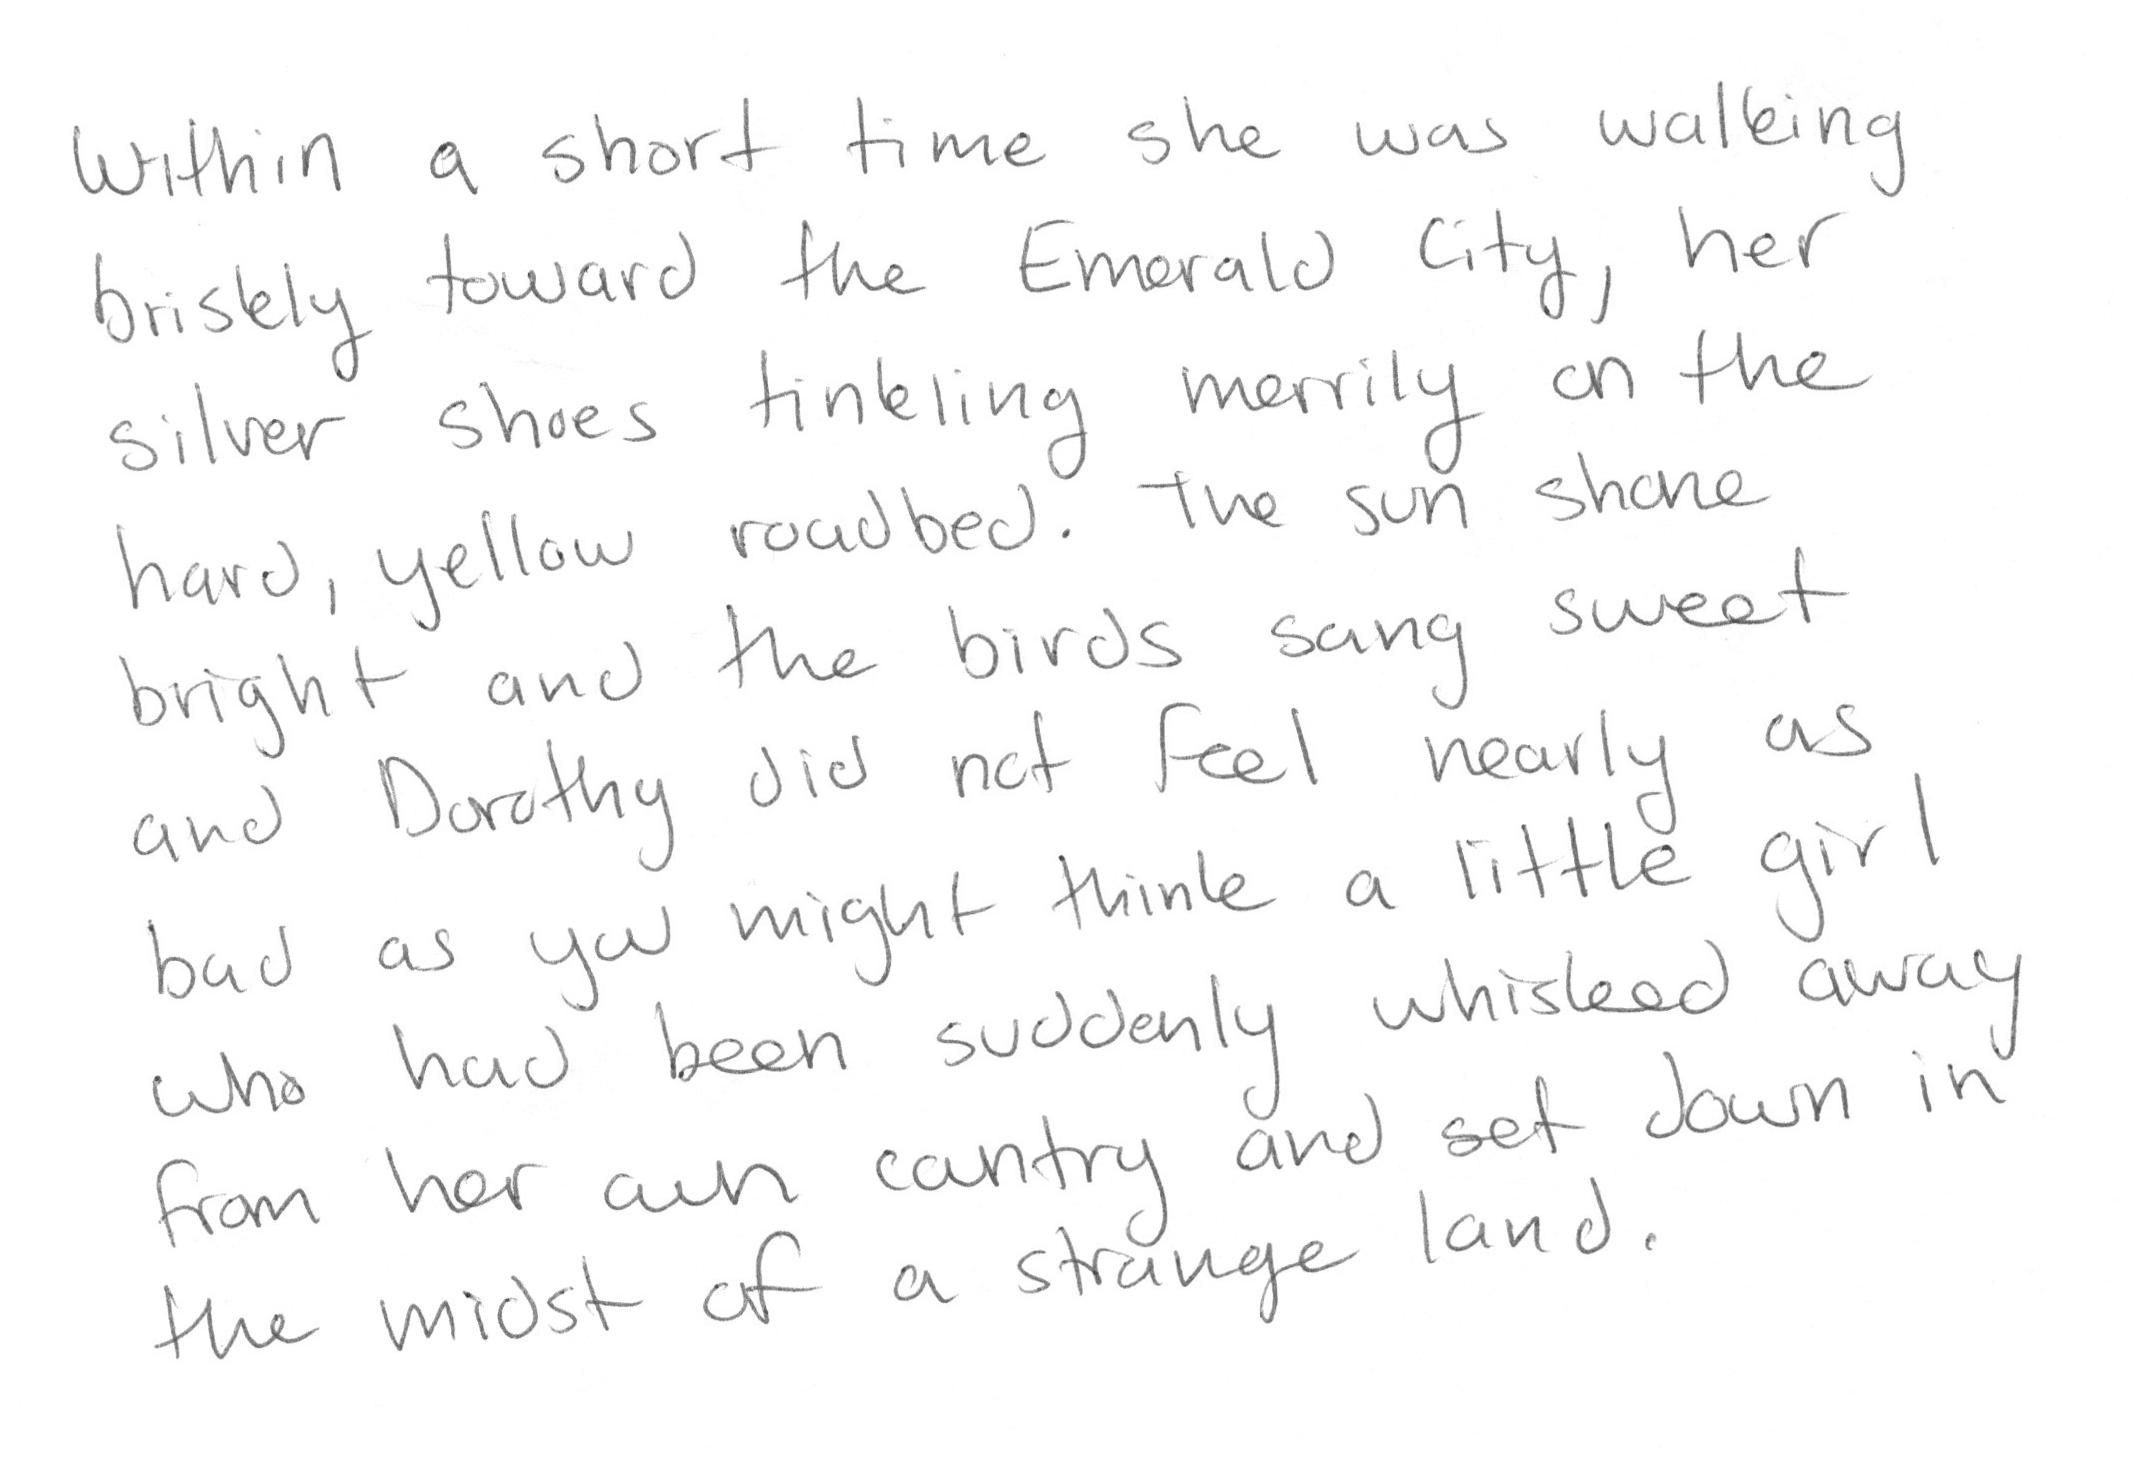 Within a short time she was walking
briskly toward the Emerald City, her
silver shoes tinkling merrily on the
hard, yellow roadbed. The sun shone
bright and the birds sang sweet
and Dorothy did not feel nearly as
bad as you might think a little girl
who had been suddenly whisked away
from her own country and set down in
the midst of a strange land.